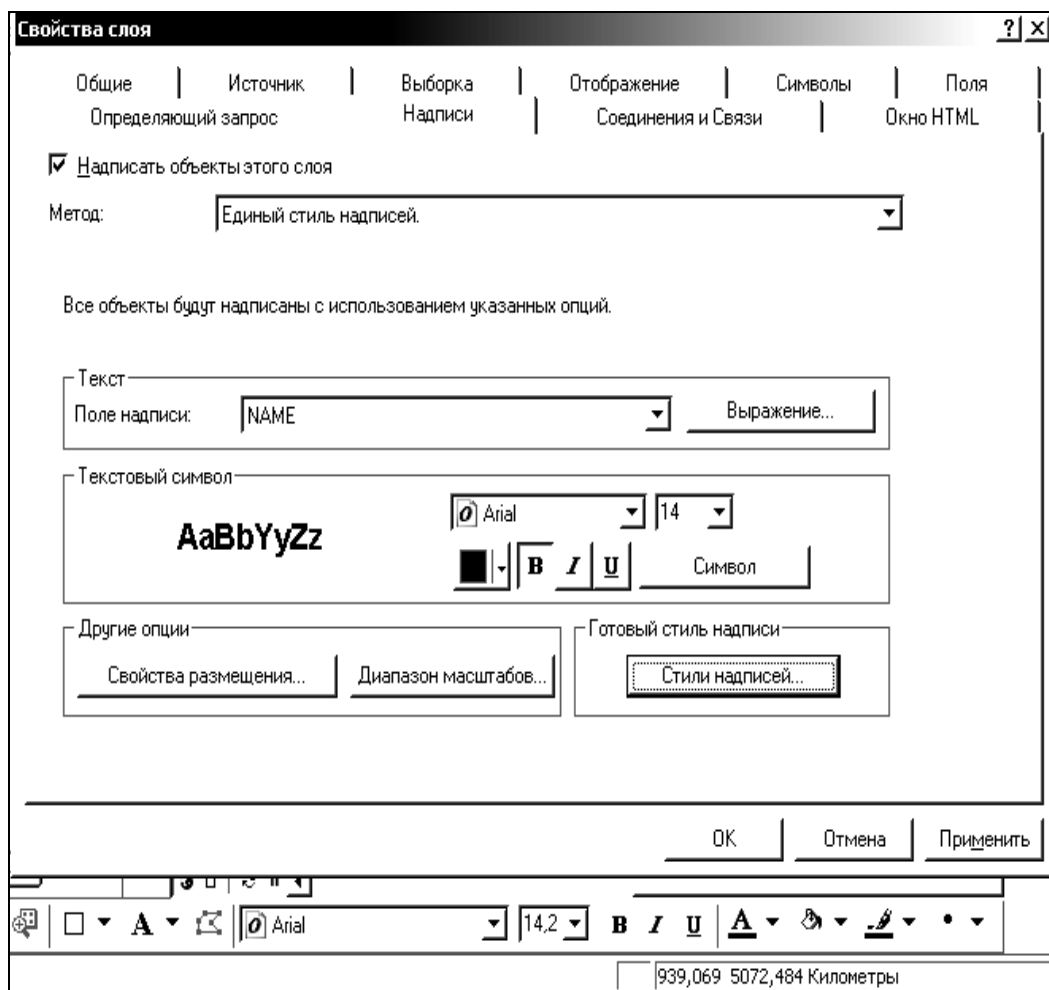 Свойства слоя
Общие Источник Выборка Отображение Символы Поля
Определяющий запрос Надписи Соединения и Связи Окно HTML
Надписать объекты этого слоя
Метод: Единый стиль надписей.
Все объекты будут надписаны с использованием указанных опций.
Текст
Поле надписи: NAME Выражение...
Текстовый символ
AaBbYyZz
Arial 14
B I U Символ
Другие опции Готовый стиль надписи
Свойства размещения... Диапазон масштабов... Стили надписей...
OK Отмена Применить
A Arial 14,2 B I U A
939,069 5072,484 Километры